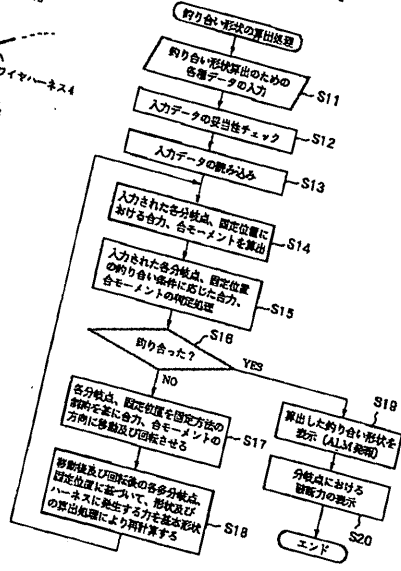 釣り合い形状の算出処理
ワイヤハーネス4
釣り合い形状算出のための
各種データの入力
S11
入力データの妥当性チェック
S12
入力データの読み込み
S13
入力された各分岐点、固定位置に
おける合力、合モーメントを算出
S14
入力された各分岐点、固定位置
の釣り合い条件に応じた合力、
合モーメントの判定処理
S15
釣り合った?
S16
YES
NO
各分岐点、固定位置を固定方法の
制約を基に合力、合モーメントの
方向に移動及び回転させる
S17
移動後及び回転後の各分岐点、
固定位置に基づいて、形状及び
ハーネスに発生する力を基本形状
の算出処理により再計算する
S18
算出した釣り合い形状を
表示(ALM発明)
S19
分岐点における
力の表示
S20
エンド